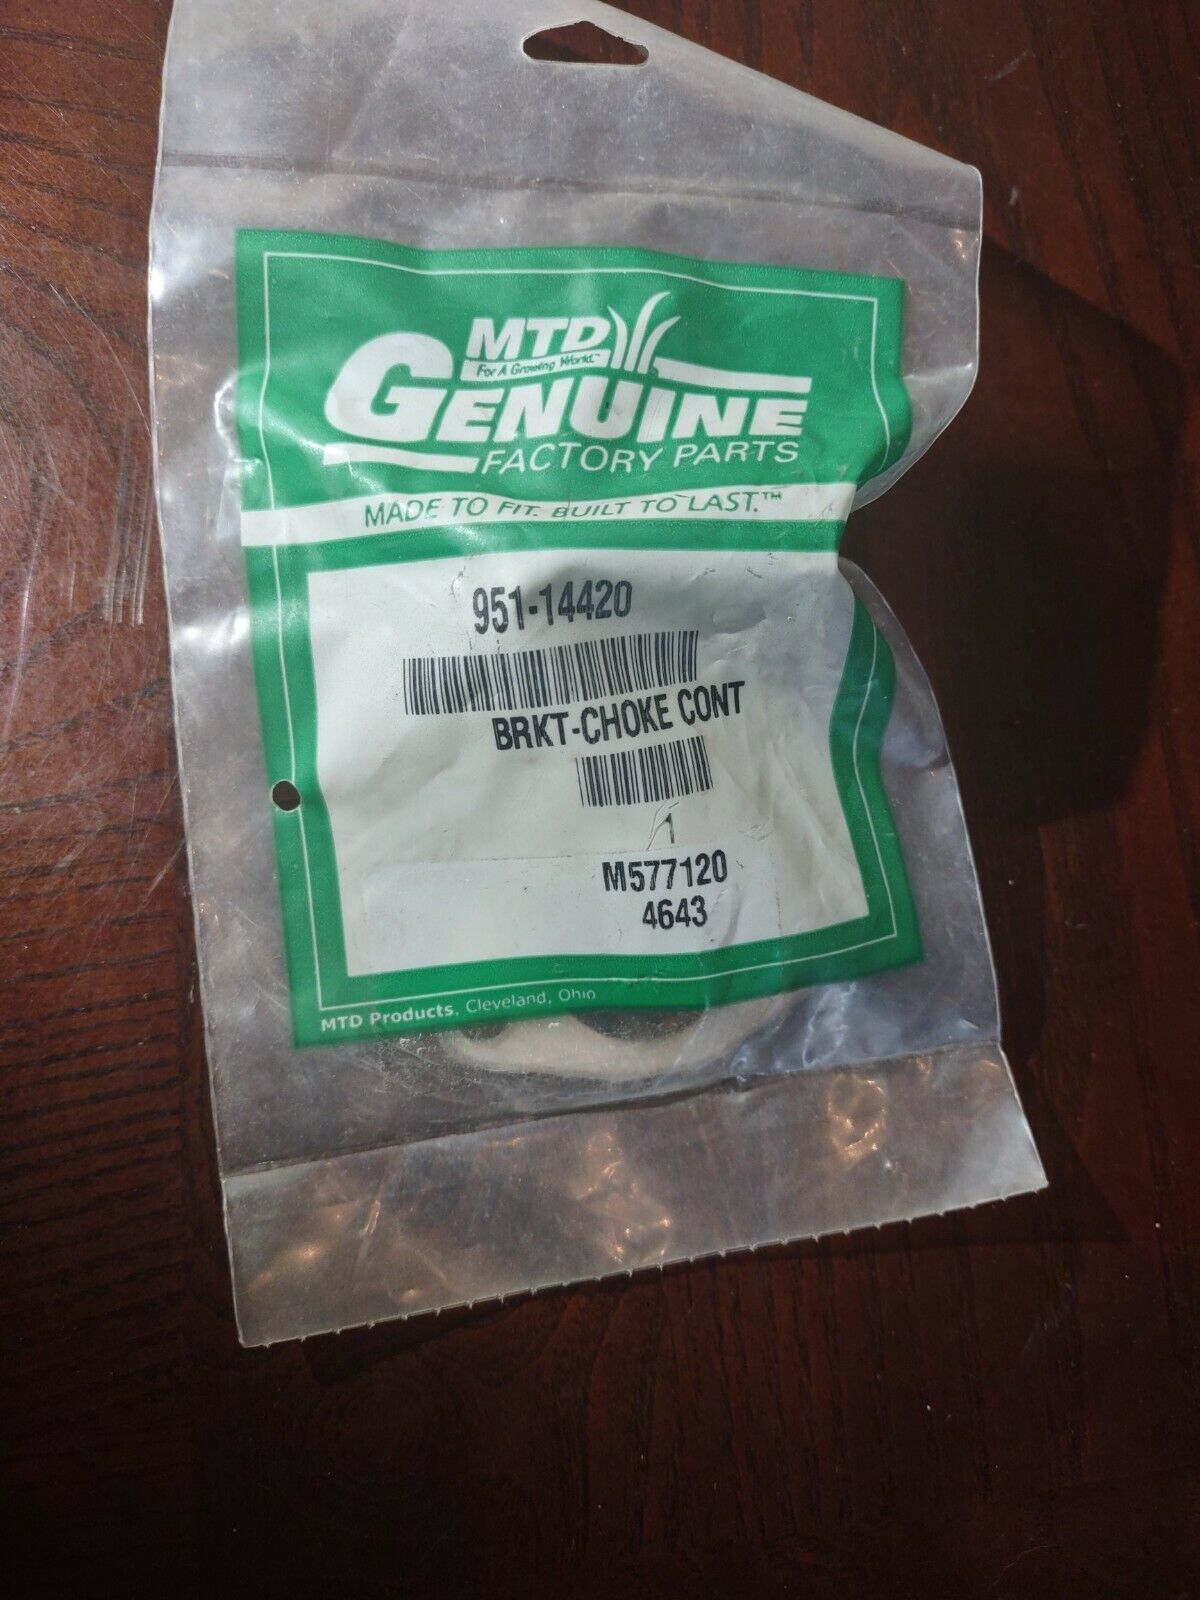 MTD
For A Growing World.™
GENUINE
FACTORY PARTS
MADE TO FIT. BUILT TO LAST.™
951-14420
BRKT-CHOKE CONT
1
M577120
4643
MTD Products, Cleveland, Ohio